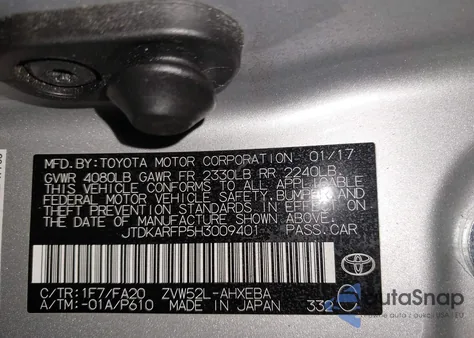 MFD.BY: TOYOTA MOTOR CORPORATION 01/17
GVWR 4080LB GAWR FR 2330LB RR 2240LB
THIS VEHICLE CONFORMS TO ALL APPLICABLE
FEDERAL MOTOR VEHICLE SAFETY, BUMPER, AND
THEFT PREVENTION STANDARDS IN EFFECT ON
THE DATE OF MANUFACTURE SHOWN ABOVE.
JTDKARFP5H3009401 PASS.CAR
C/TR: 1F7/FA20 ZVW52L-AHXEBA
A/TM: -01A/P610 MADE IN JAPAN 332
AutaSnap